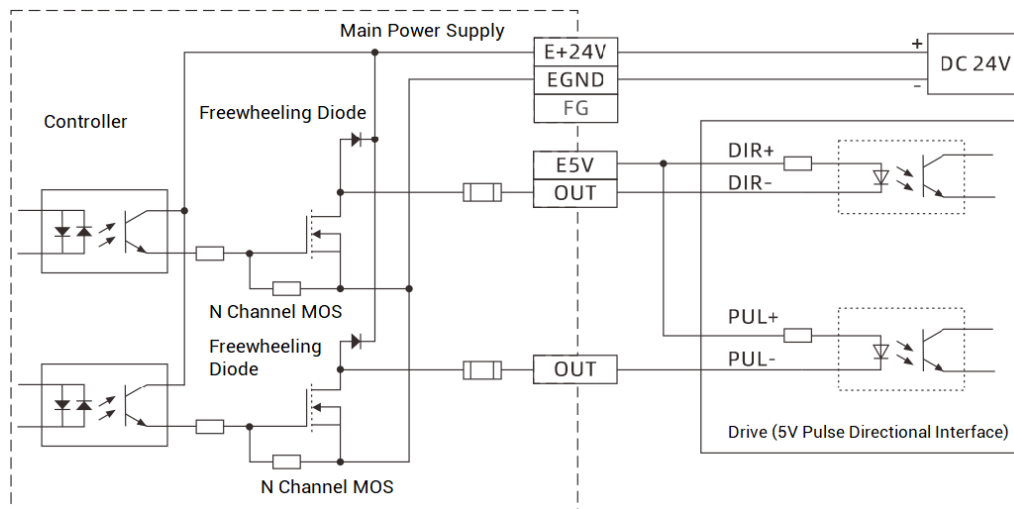 Main Power Supply
E+24V
EGND
FG
+
-
DC 24V
Controller
Freewheeling Diode
E5V
OUT
DIR+
DIR-
N Channel MOS
Freewheeling
Diode
OUT
PUL+
PUL-
Drive (5V Pulse Directional Interface)
N Channel MOS